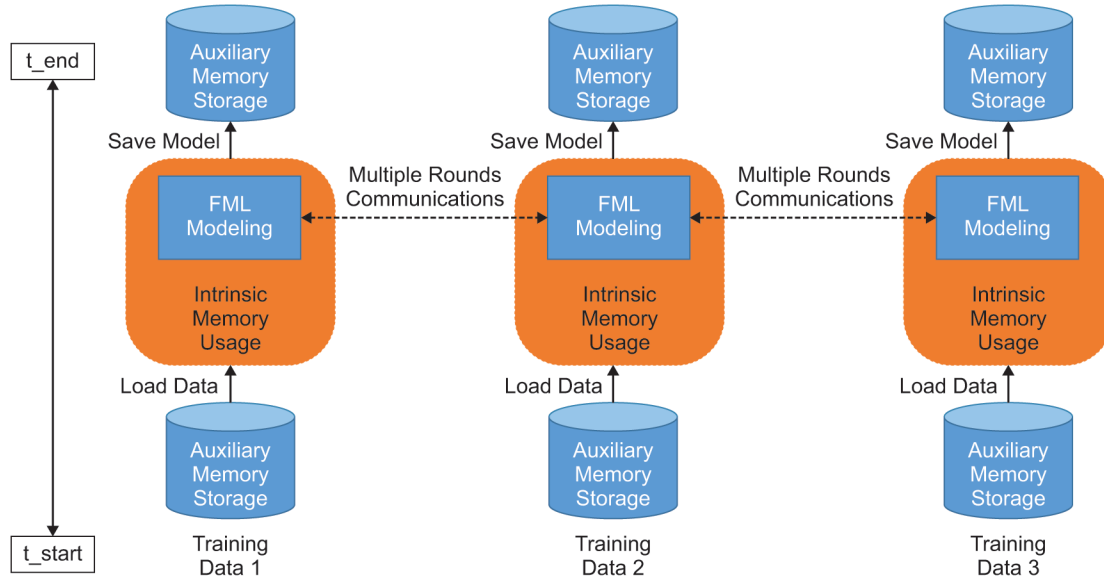 t_end
Auxiliary
Memory
Storage
Auxiliary
Memory
Storage
Auxiliary
Memory
Storage
Save Model
Save Model
Save Model
FML
Modeling
Multiple Rounds
Communications
FML
Modeling
Multiple Rounds
Communications
FML
Modeling
Intrinsic
Memory
Usage
Intrinsic
Memory
Usage
Intrinsic
Memory
Usage
Load Data
Load Data
Load Data
Auxiliary
Memory
Storage
Auxiliary
Memory
Storage
Auxiliary
Memory
Storage
t_start
Training
Data 1
Training
Data 2
Training
Data 3